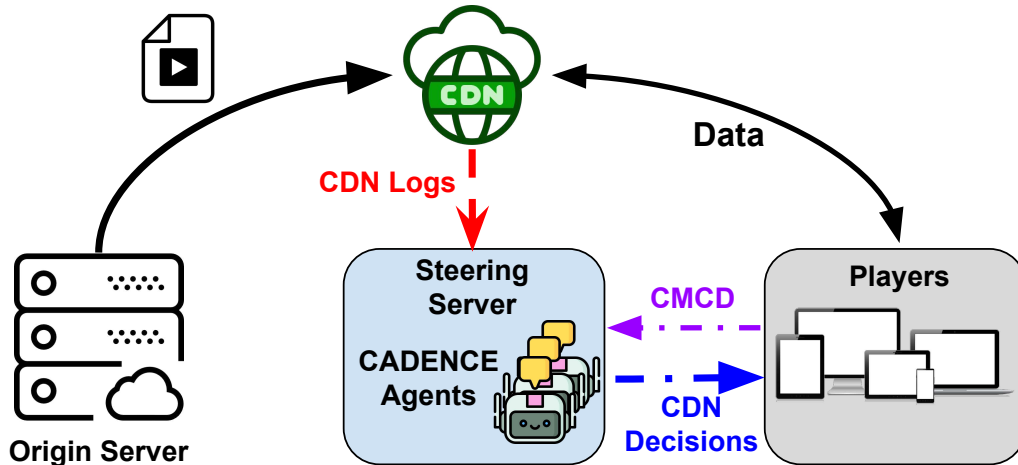 CDN
Data
CDN Logs
Steering
Server
CADENCE
Agents
CMCD
CDN
Decisions
Players
Origin Server